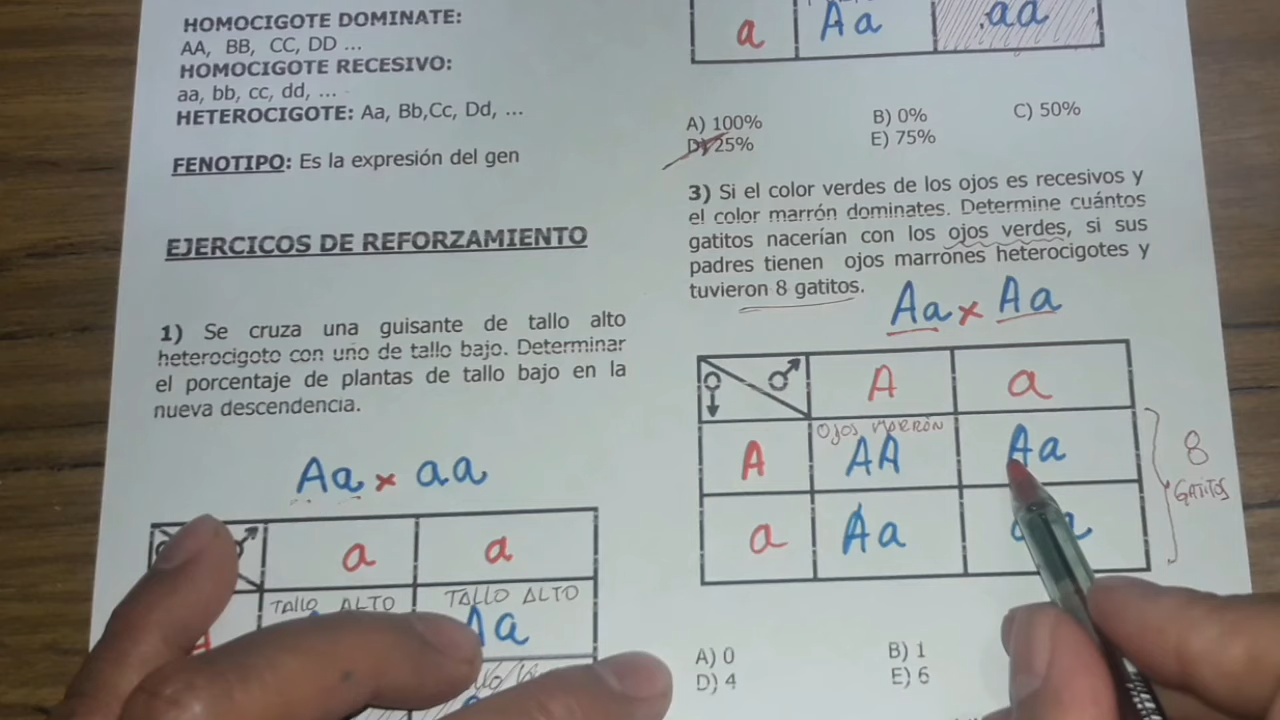 HOMOCIGOTE DOMINATE:
AA, BB, CC, DD ...
HOMOCIGOTE RECESIVO:
aa, bb, cc, dd, ...
HETEROCIGOTE: Aa, Bb,Cc, Dd, ...
FENOTIPO: Es la expresión del gen
EJERCICOS DE REFORZAMIENTO
1) Se cruza una guisante de tallo alto
heterocigoto con uno de tallo bajo. Determinar
el porcentaje de plantas de tallo bajo en la
nueva descendencia.
Aa x aa
a a
TALLO ALTO TALLO ALTO
Aa
a Aa aa
A) 100% B) 0% C) 50%
D) 25% E) 75%
3) Si el color verdes de los ojos es recesivos y
el color marrón dominates. Determine cuántos
gatitos nacerían con los ojos verdes, si sus
padres tienen ojos marrones heterocigotes y
tuvieron 8 gatitos.
Aa x Aa
A a
OJOS MARRÓN
A AA Aa
a Aa
8
GATITOS
A) 0 B) 1
D) 4 E) 6